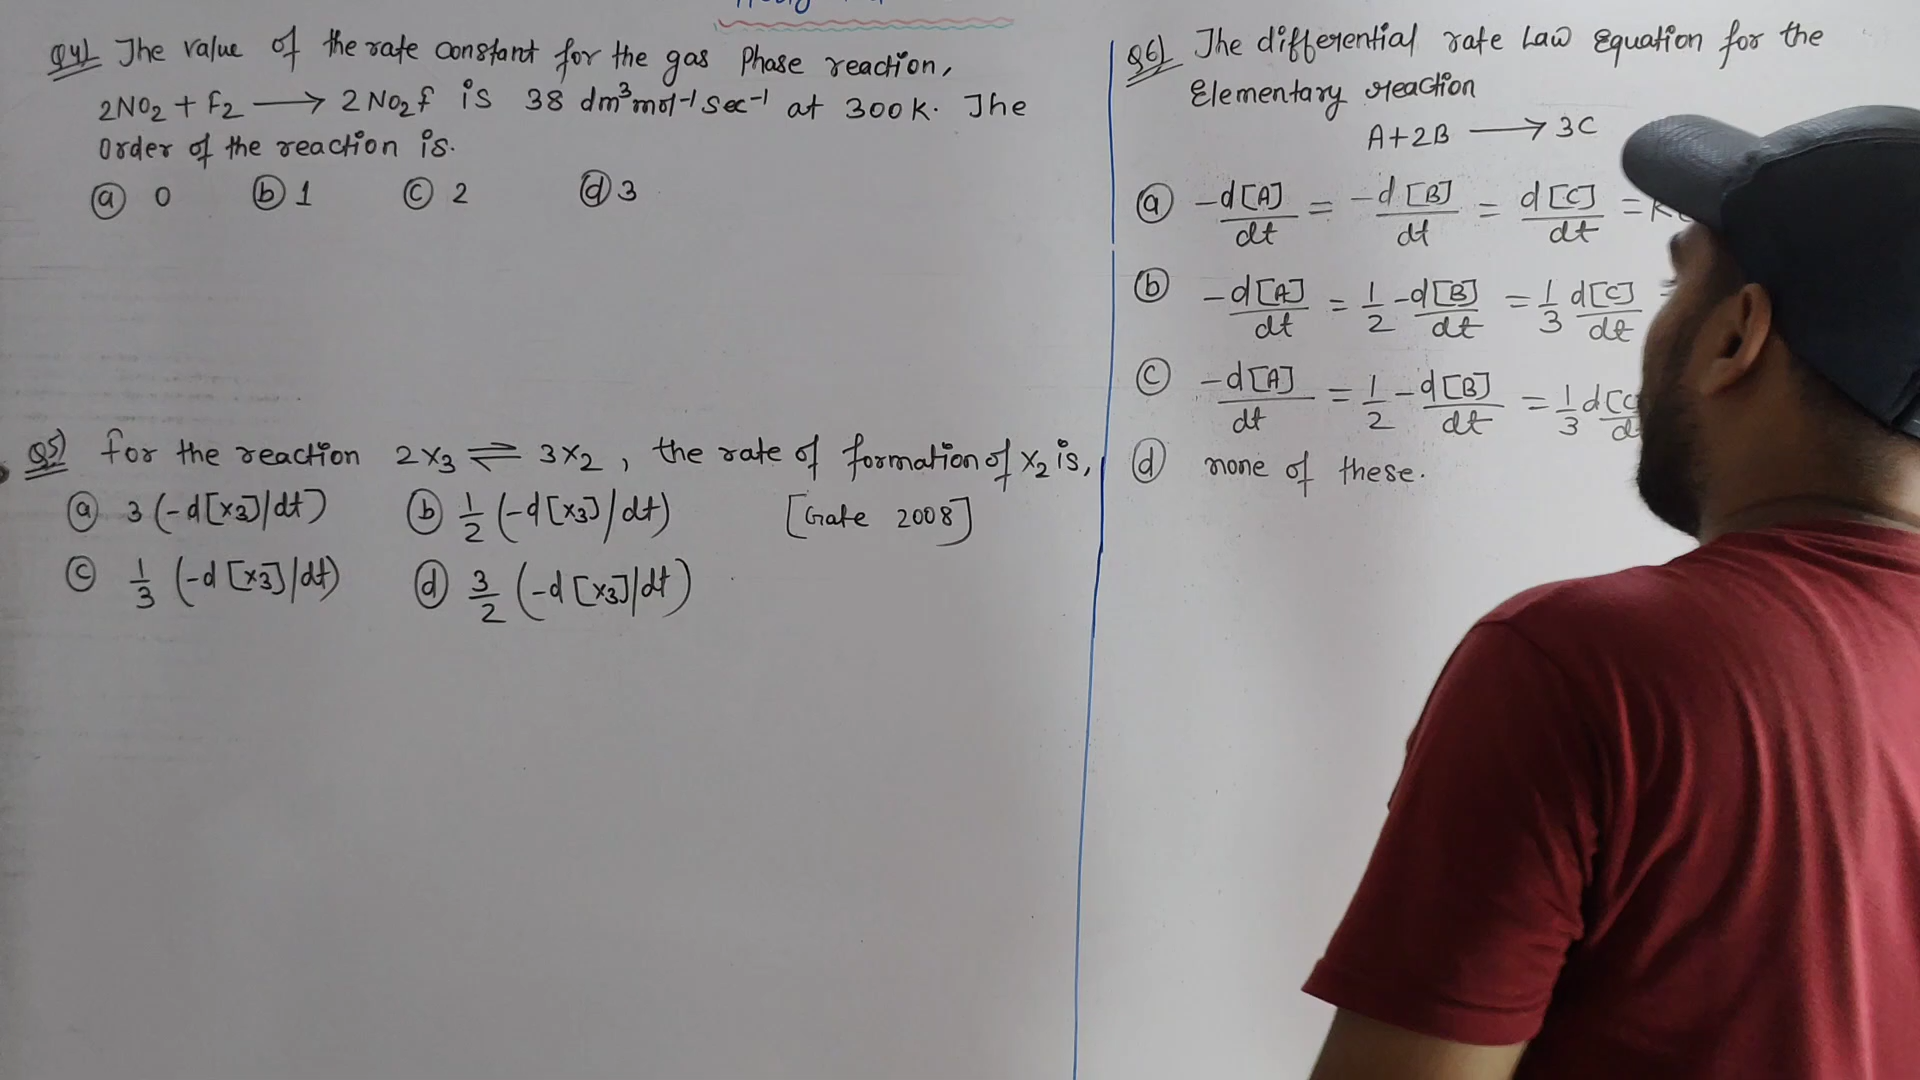 Q4) The value of the rate constant for the gas Phase reaction,
2NO₂ + F₂ ⟶ 2NO₂f is 38 dm³mol⁻¹sec⁻¹ at 300K. The
Order of the reaction is.
ⓐ 0 ⓑ 1 ⓒ 2 ⓓ 3
Q5) for the reaction 2X₃ ⇌ 3X₂, the rate of formation of X₂ is,
ⓐ 3 (-d[X₃]/dt) ⓑ 1/2 (-d[X₃]/dt) [Gate 2008]
ⓒ 1/3 (-d[X₃]/dt) ⓓ 3/2 (-d[X₃]/dt)
Q6) The differential rate Law Equation for the
Elementary reaction
A+2B ⟶ 3C
ⓐ -d[A]/dt = -d[B]/dt = d[C]/dt = K
ⓑ -d[A]/dt = 1/2 -d[B]/dt = 1/3 d[C]/dt =
ⓒ -d[A]/dt = 1/2 -d[B]/dt = 1/3 d[C
ⓓ none of these.